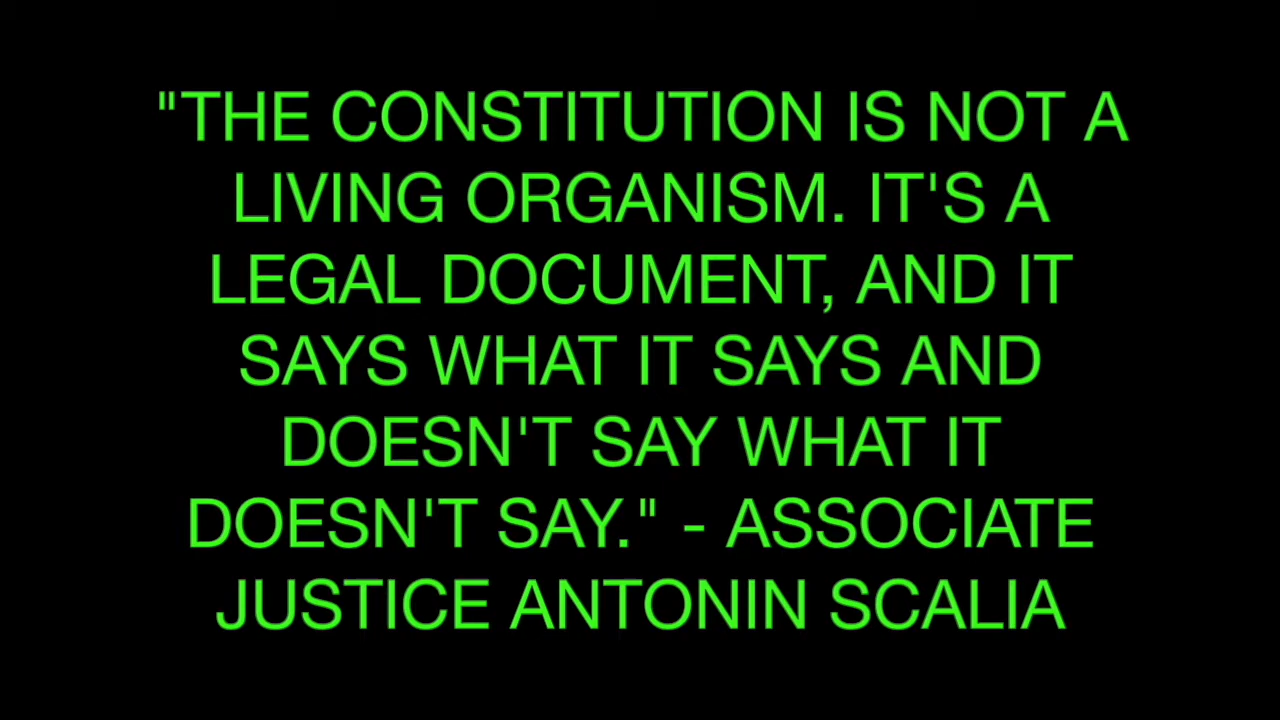 "THE CONSTITUTION IS NOT A
LIVING ORGANISM. IT'S A
LEGAL DOCUMENT, AND IT
SAYS WHAT IT SAYS AND
DOESN'T SAY WHAT IT
DOESN'T SAY." - ASSOCIATE
JUSTICE ANTONIN SCALIA